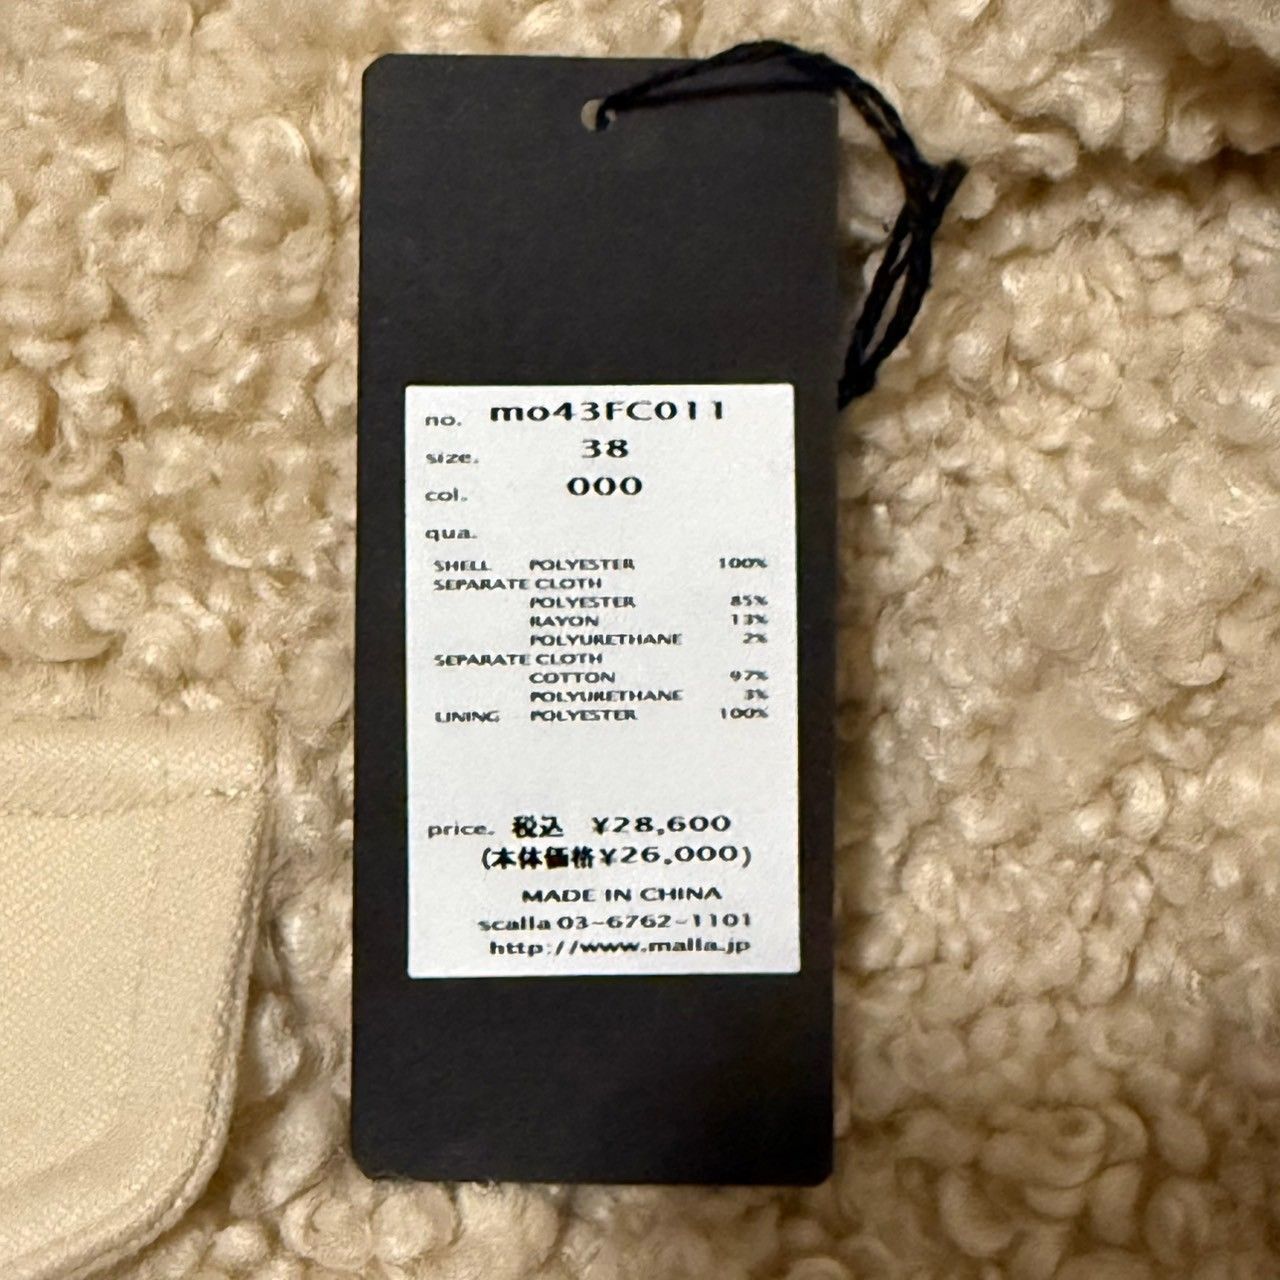 no. mo43FC011
size. 38
col. 000
qua.
SHELL POLYESTER 100%
SEPARATE CLOTH
POLYESTER 85%
RAYON 13%
POLYURETHANE 2%
SEPARATE CLOTH
COTTON 97%
POLYURETHANE 3%
LINING POLYESTER 100%
price. 税込 ¥28,600
(本体価格¥26,000)
MADE IN CHINA
scalla 03-6762-1101
http://www.malla.jp